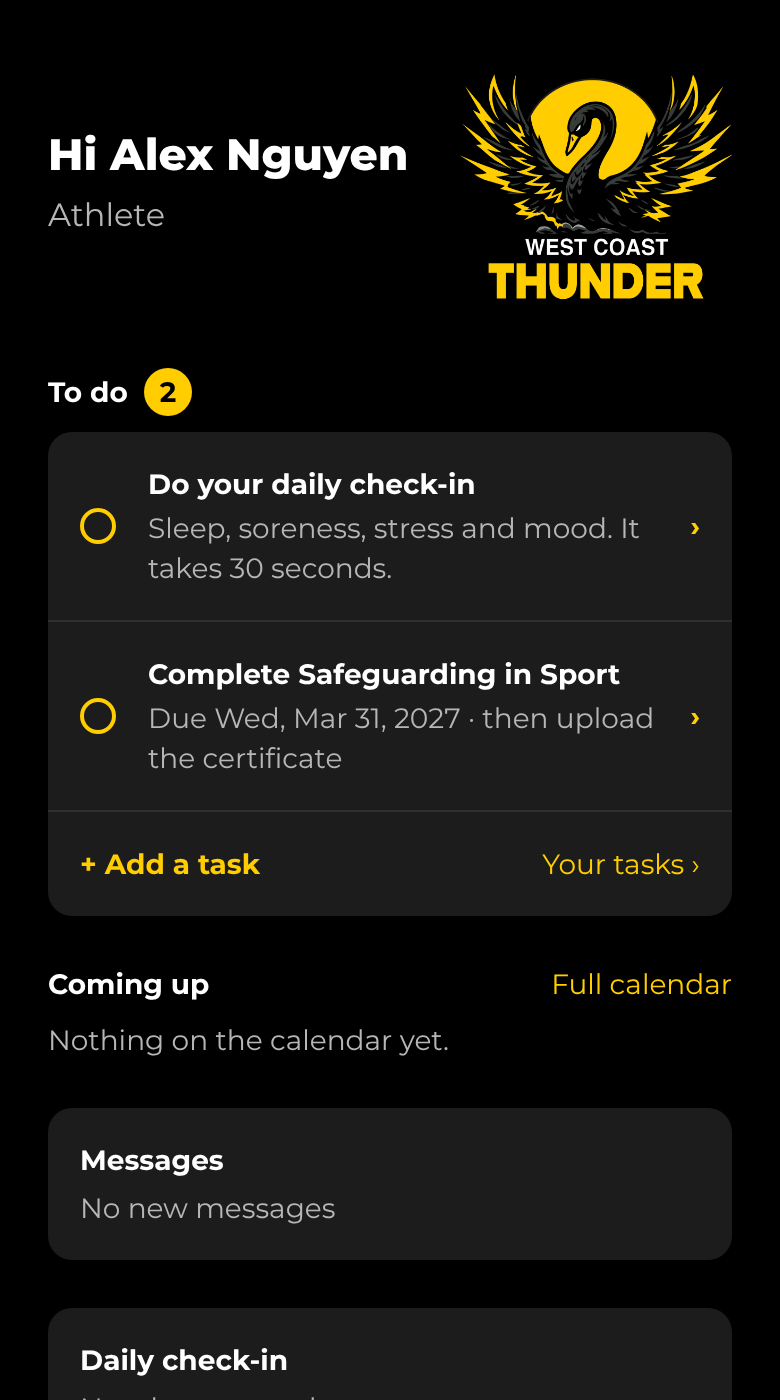 Hi Alex Nguyen
Athlete
WEST COAST
THUNDER
To do 2
Do your daily check-in
Sleep, soreness, stress and mood. It
takes 30 seconds.
›
Complete Safeguarding in Sport
Due Wed, Mar 31, 2027 · then upload
the certificate
›
+ Add a task
Your tasks ›
Coming up
Full calendar
Nothing on the calendar yet.
Messages
No new messages
Daily check-in